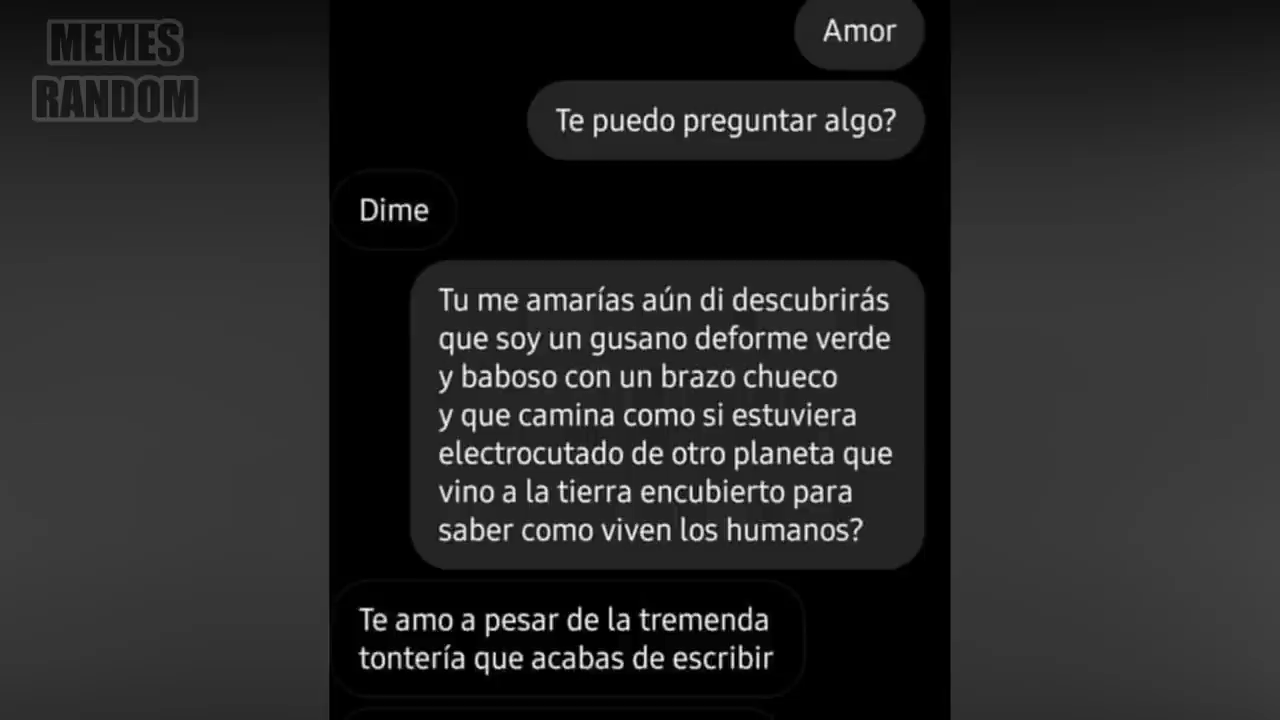 MEMES
RANDOM
Amor
Te puedo preguntar algo?
Dime
Tu me amarías aún di descubrirás
que soy un gusano deforme verde
y baboso con un brazo chueco
y que camina como si estuviera
electrocutado de otro planeta que
vino a la tierra encubierto para
saber como viven los humanos?
Te amo a pesar de la tremenda
tontería que acabas de escribir